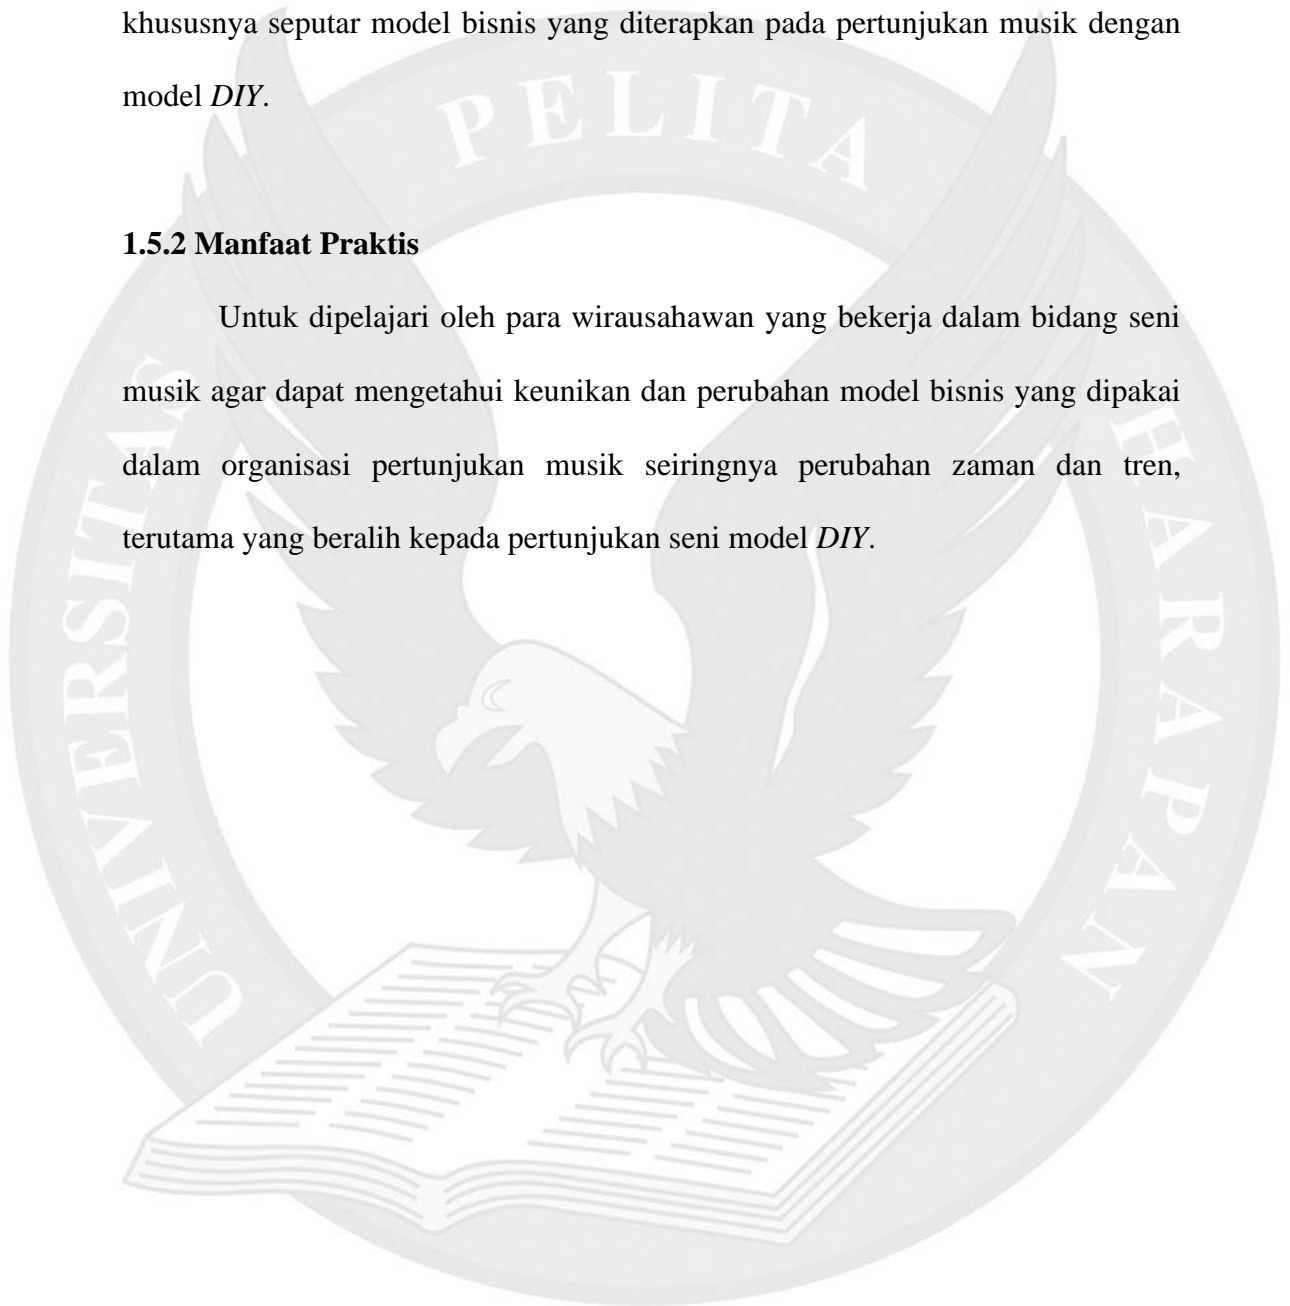 khususnya seputar model bisnis yang diterapkan pada pertunjukan musik dengan
model DIY.
1.5.2 Manfaat Praktis
Untuk dipelajari oleh para wirausahawan yang bekerja dalam bidang seni
musik agar dapat mengetahui keunikan dan perubahan model bisnis yang dipakai
dalam organisasi pertunjukan musik seiringnya perubahan zaman dan tren,
terutama yang beralih kepada pertunjukan seni model DIY.
UNIVERSITAS
PELITA
HARAPAN